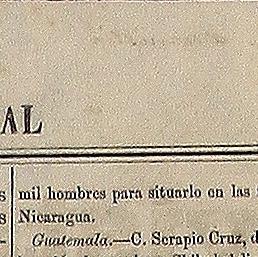 AL
s mil hombres para situarlo en las
s Nicaragua.
- Guatemala.—C. Serapio Cruz, d